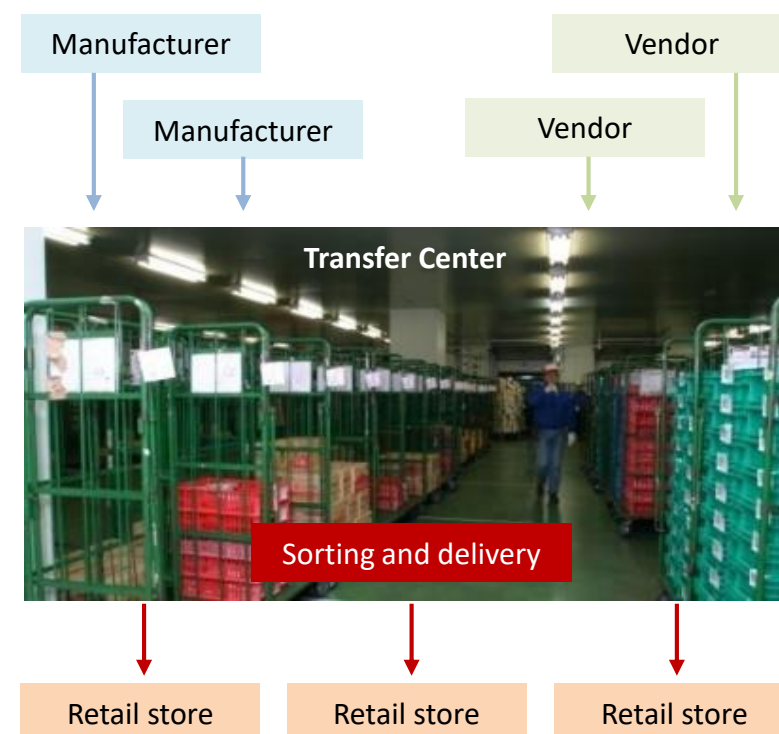 Manufacturer
Vendor
Manufacturer
Vendor
Transfer Center
Sorting and delivery
Retail store
Retail store
Retail store